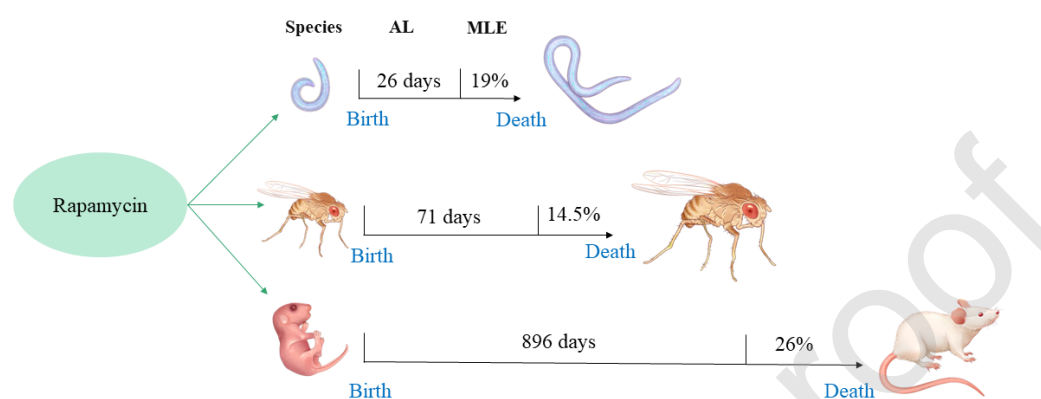 Species AL MLE
26 days 19%
Birth Death
Rapamycin
71 days 14.5%
Birth Death
896 days 26%
Birth Death
roof